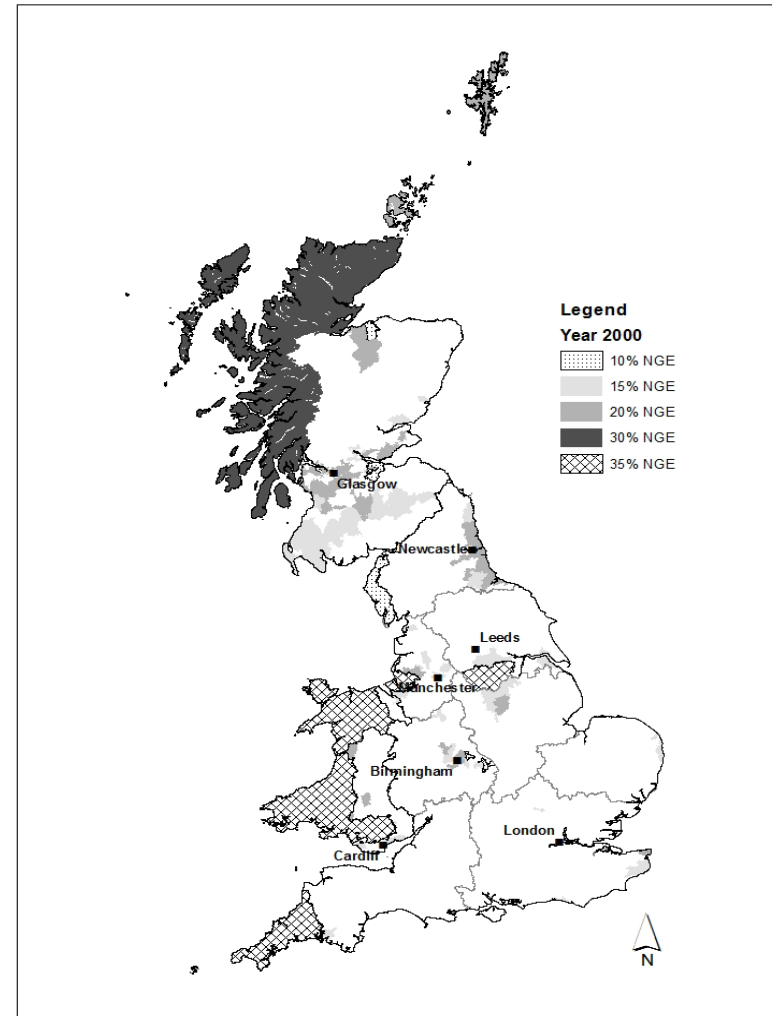 Legend
Year 2000
10% NGE
15% NGE
20% NGE
30% NGE
35% NGE
Glasgow
Newcastle
Leeds
Manchester
Birmingham
London
Cardiff
N